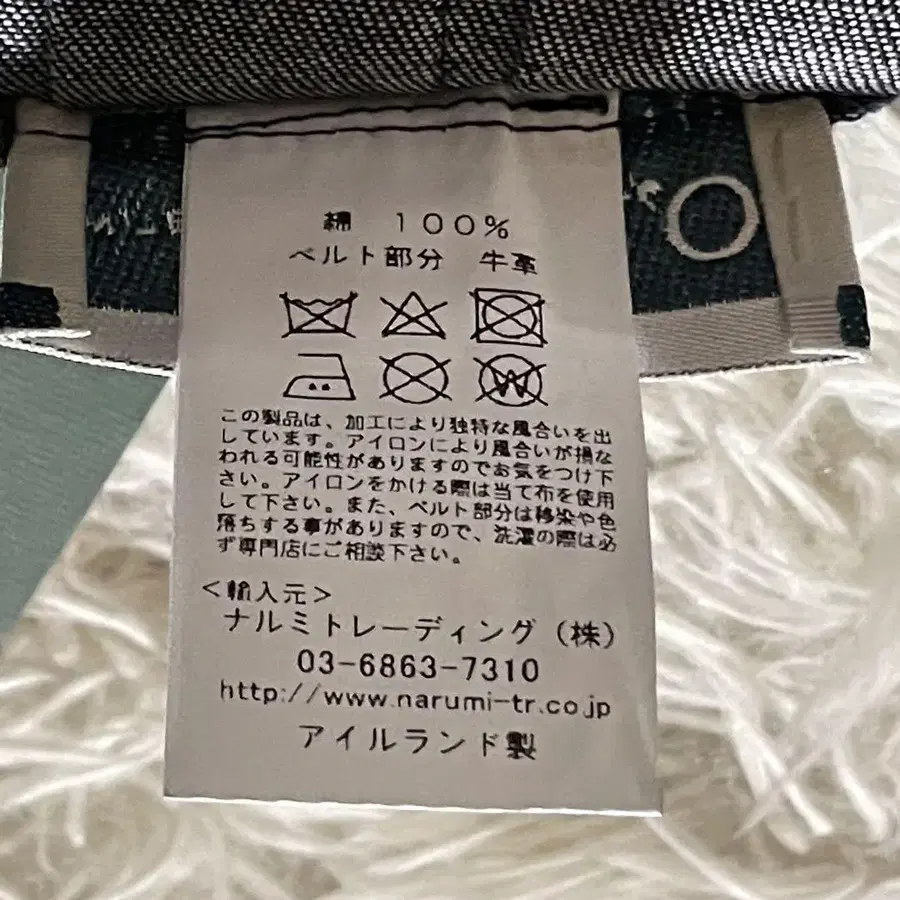 綿 100%
ベルト部分 牛革
W
この製品は、加工により独特な風合いを出
しています。アイロンにより風合いが損な
われる可能性がありますのでお気をつけ下
さい。アイロンをかける際は当て布を使用
して下さい。また、ベルト部分は移染や色
落ちする事がありますので、洗濯の際は必
ず専門店にご相談下さい。
<輸入元>
ナルミトレーディング(株)
03-6863-7310
http://www.narumi-tr.co.jp
アイルランド製